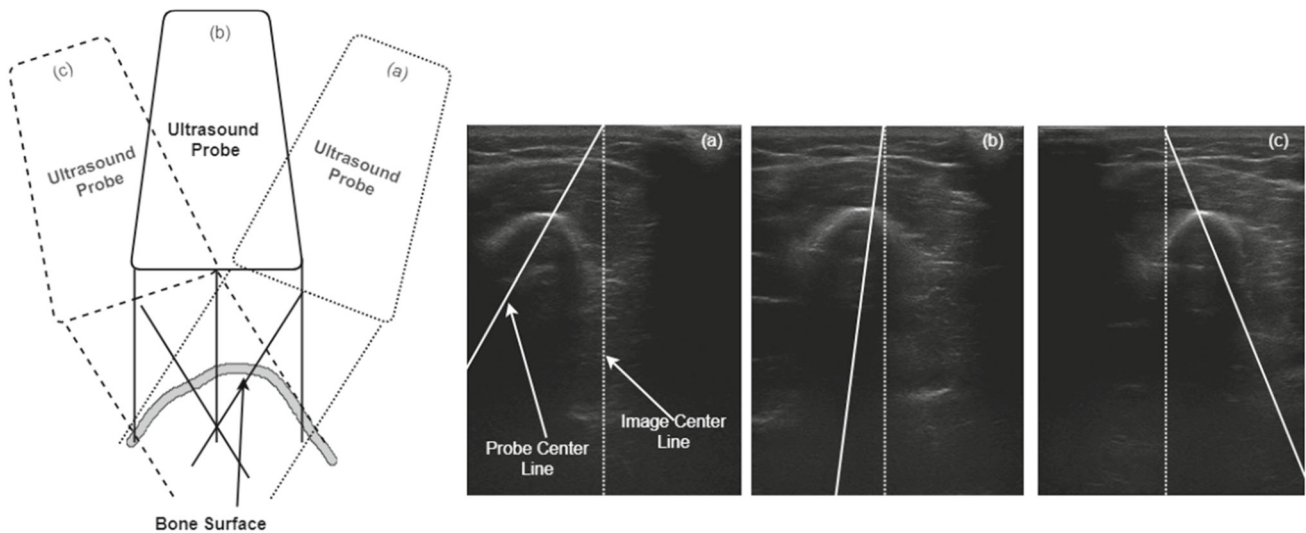 (b)
(c)
(a)
Ultrasound
Probe
Ultrasound
Probe
Ultrasound
Probe
Bone Surface
(a)
Probe Center
Line
Image Center
Line
(b)
(c)